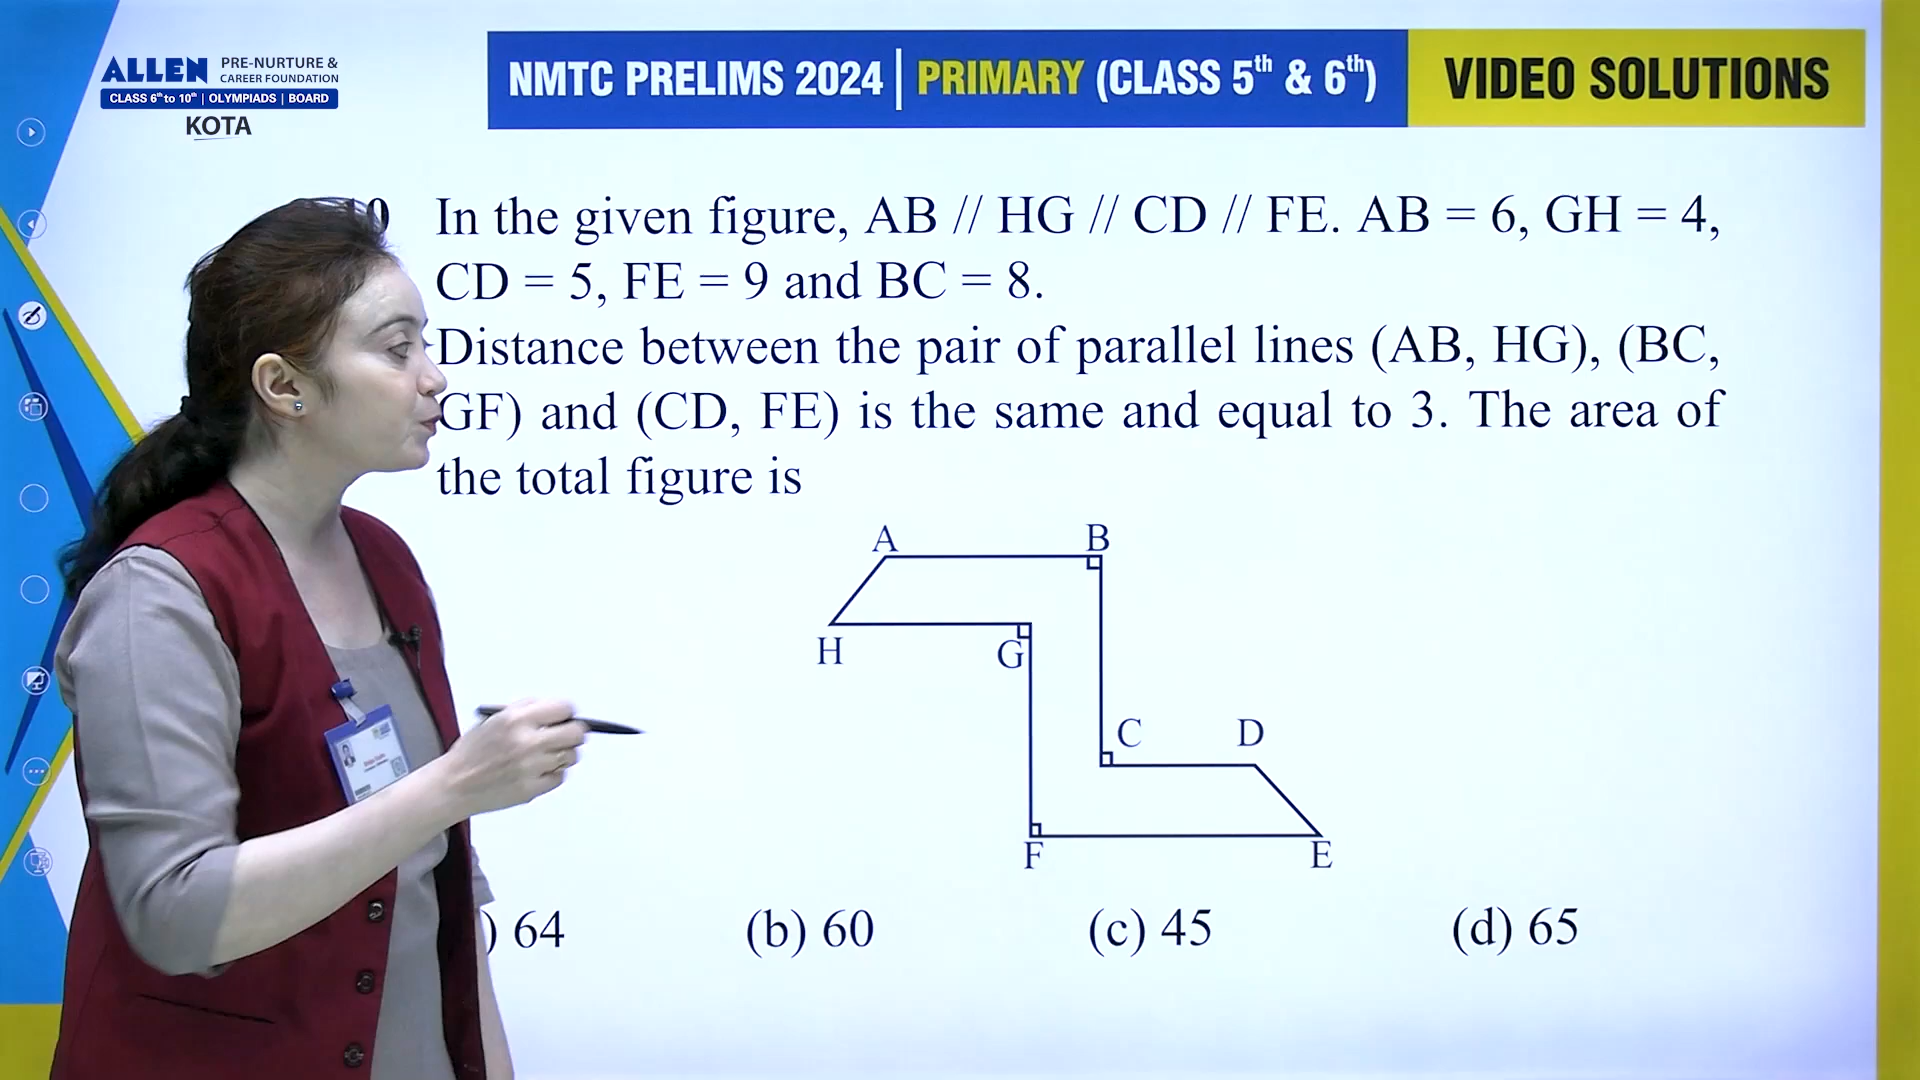 ALLEN PRE-NURTURE &
CAREER FOUNDATION
CLASS 6th to 10th | OLYMPIADS | BOARD
KOTA
NMTC PRELIMS 2024 | PRIMARY (CLASS 5th & 6th) VIDEO SOLUTIONS
In the given figure, AB // HG // CD // FE. AB = 6, GH = 4,
CD = 5, FE = 9 and BC = 8.
Distance between the pair of parallel lines (AB, HG), (BC,
GF) and (CD, FE) is the same and equal to 3. The area of
the total figure is
A B
H G
C D
F E
) 64 (b) 60 (c) 45 (d) 65